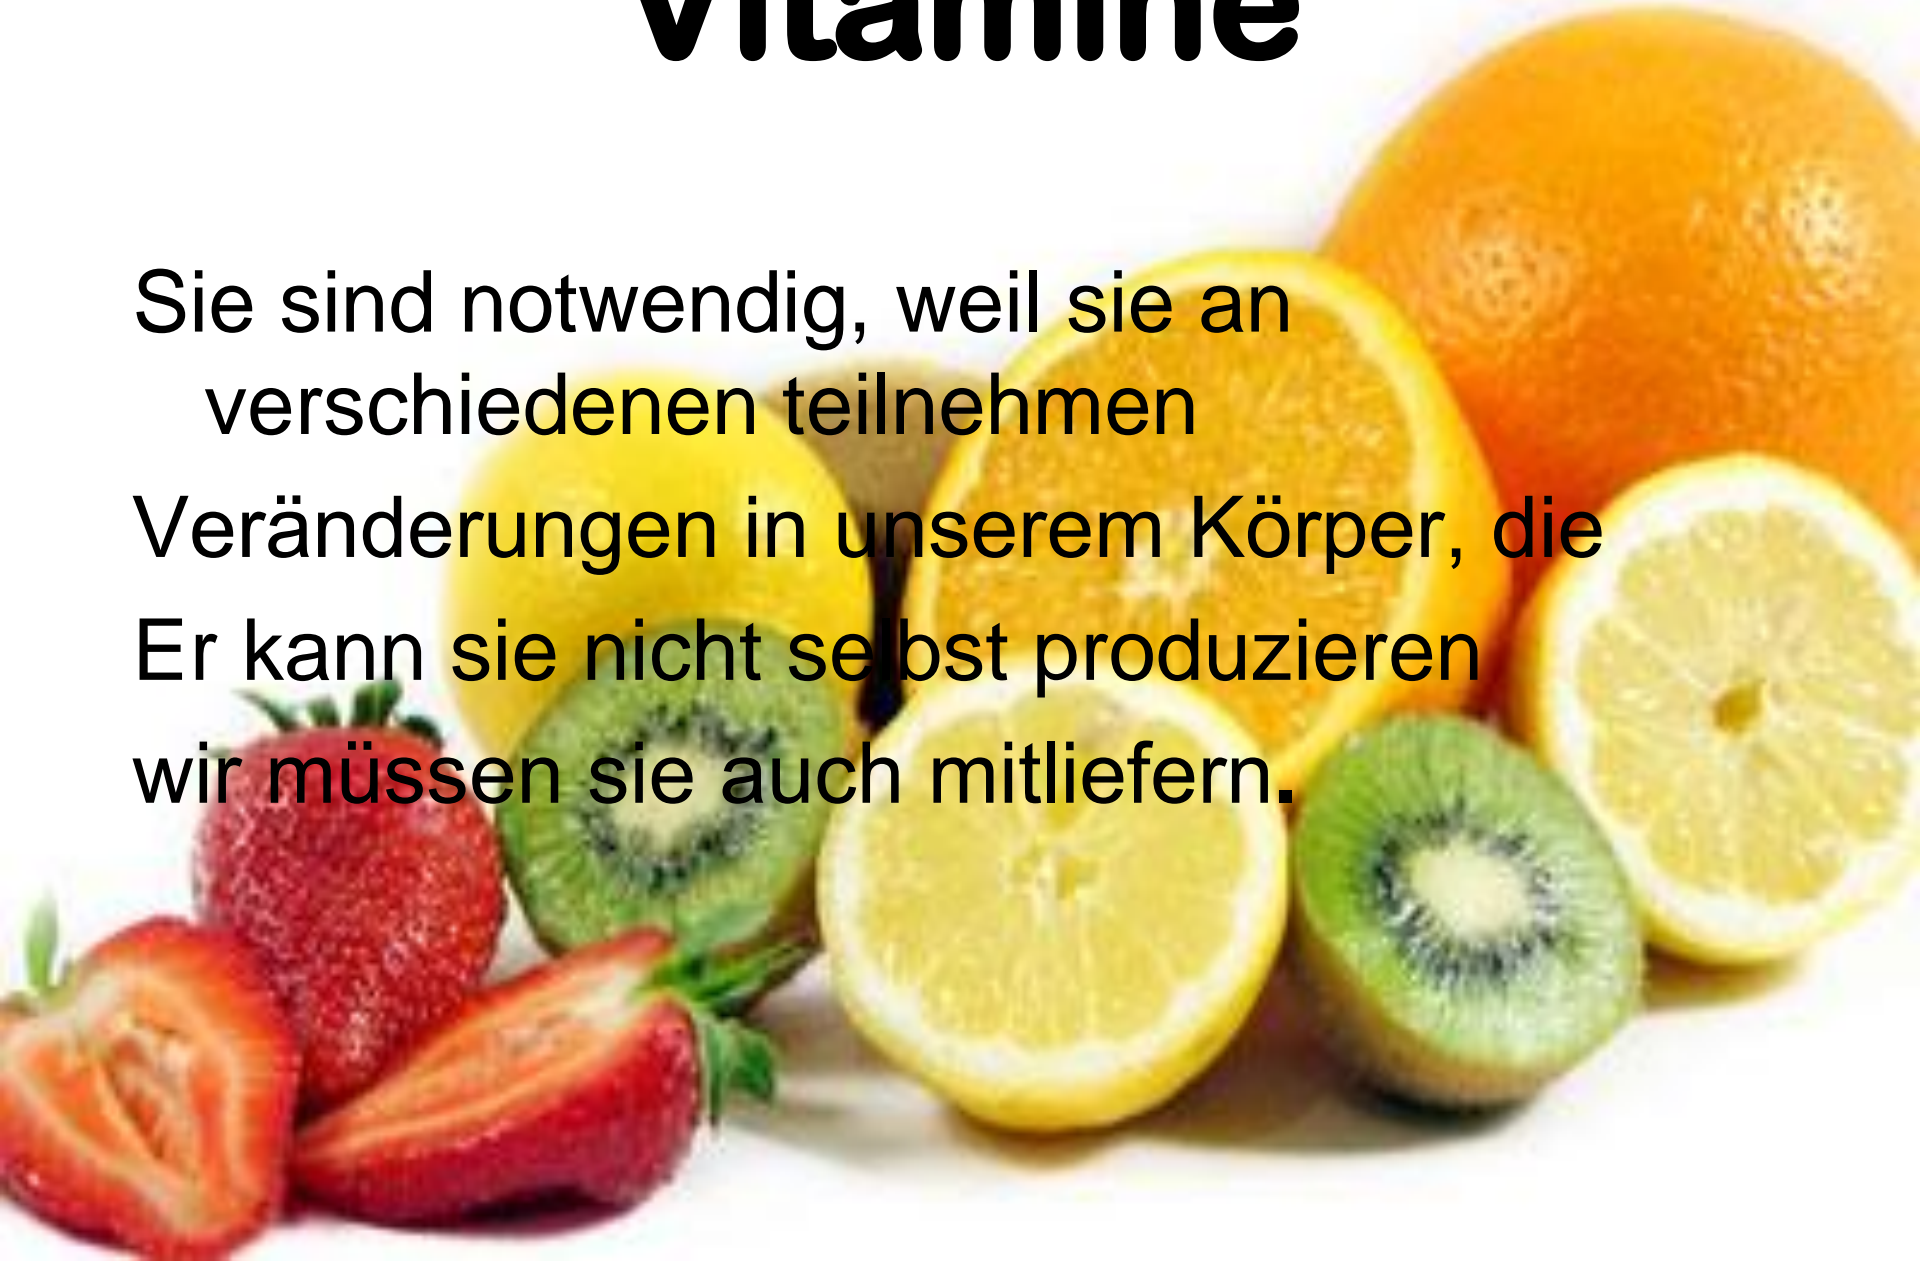 Vitamine
Sie sind notwendig, weil sie an
verschiedenen teilnehmen
Veränderungen in unserem Körper, die
Er kann sie nicht selbst produzieren
wir müssen sie auch mitliefern.